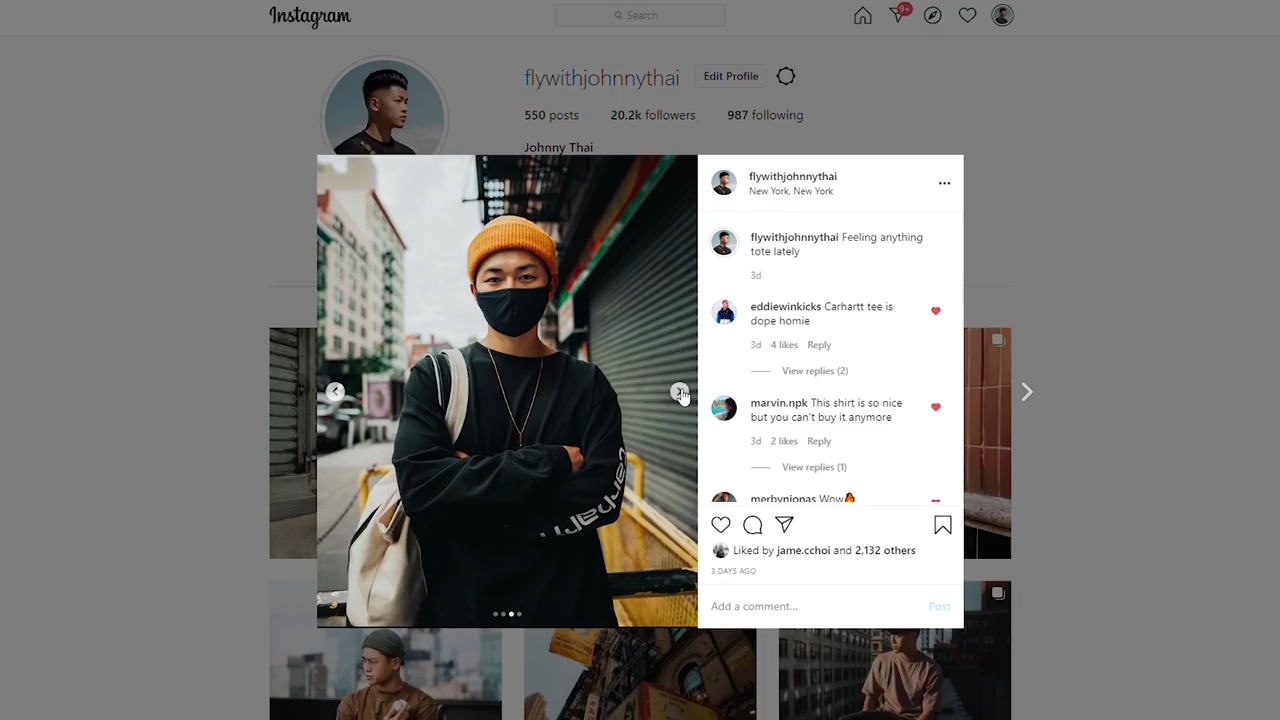 Instagram
Search
9+
flywithjohnnythai
Edit Profile
550 posts 20.2k followers 987 following
Johnny Thai
flywithjohnnythai
New York, New York
flywithjohnnythai Feeling anything
tote lately
3d
eddiewinkicks Carhartt tee is
dope homie
3d 4 likes Reply
View replies (2)
marvin.npk This shirt is so nice
but you can't buy it anymore
3d 2 likes Reply
View replies (1)
merbynjonas Wow🔥
carhartt
Liked by jame.cchoi and 2,132 others
3 DAYS AGO
Add a comment...
Post